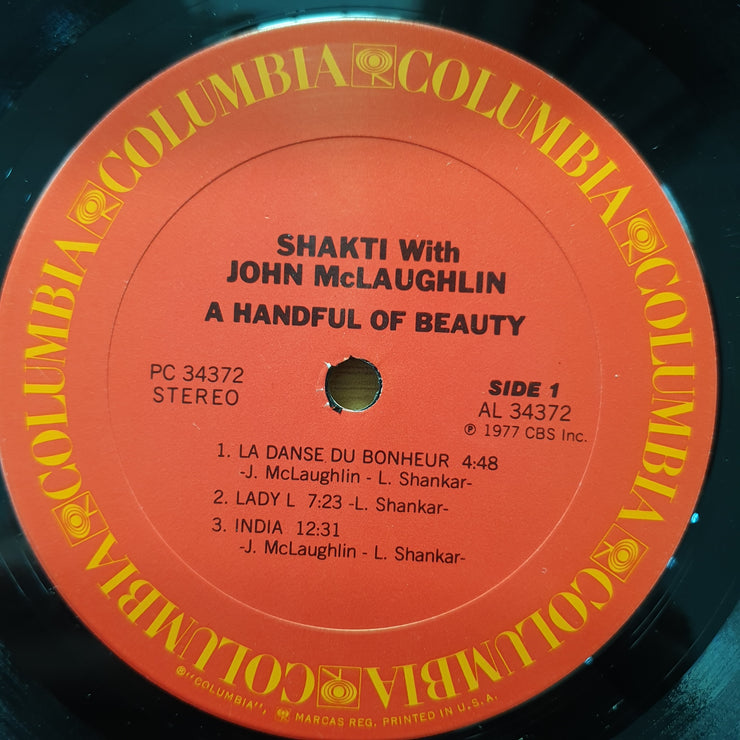 COLUMBIA COLUMBIA COLUMBIA COLUMBIA COLUMBIA COLUMBIA COLUMBIA
SHAKTI With
JOHN McLAUGHLIN
A HANDFUL OF BEAUTY
PC 34372
STEREO
SIDE 1
AL 34372
℗ 1977 CBS Inc.
1. LA DANSE DU BONHEUR 4:48
-J. McLaughlin - L. Shankar-
2. LADY L 7:23 -L. Shankar-
3. INDIA 12:31
-J. McLaughlin - L. Shankar-
®"COLUMBIA", MARCAS REG. PRINTED IN U.S.A.